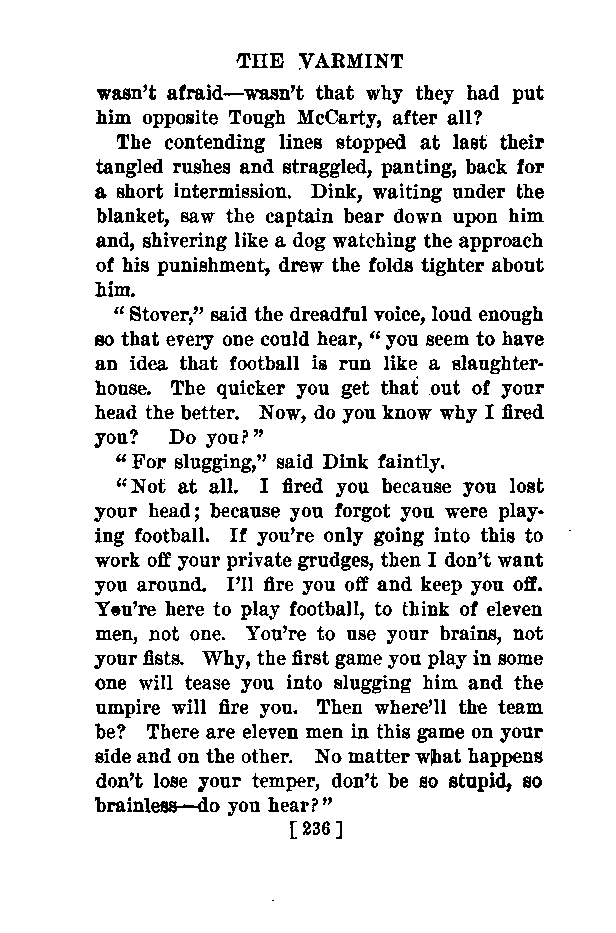 THE VARMINT
wasn't afraid—wasn't that why they had put
him opposite Tough McCarty, after all?
The contending lines stopped at last their
tangled rushes and straggled, panting, back for
a short intermission. Dink, waiting under the
blanket, saw the captain bear down upon him
and, shivering like a dog watching the approach
of his punishment, drew the folds tighter about
him.
"Stover," said the dreadful voice, loud enough
so that every one could hear, "you seem to have
an idea that football is run like a slaughter-
house. The quicker you get that out of your
head the better. Now, do you know why I fired
you? Do you?"
"For slugging," said Dink faintly.
"Not at all. I fired you because you lost
your head; because you forgot you were play-
ing football. If you're only going into this to
work off your private grudges, then I don't want
you around. I'll fire you off and keep you off.
You're here to play football, to think of eleven
men, not one. You're to use your brains, not
your fists. Why, the first game you play in some
one will tease you into slugging him and the
umpire will fire you. Then where'll the team
be? There are eleven men in this game on your
side and on the other. No matter what happens
don't lose your temper, don't be so stupid, so
brainless—do you hear?"
[236]